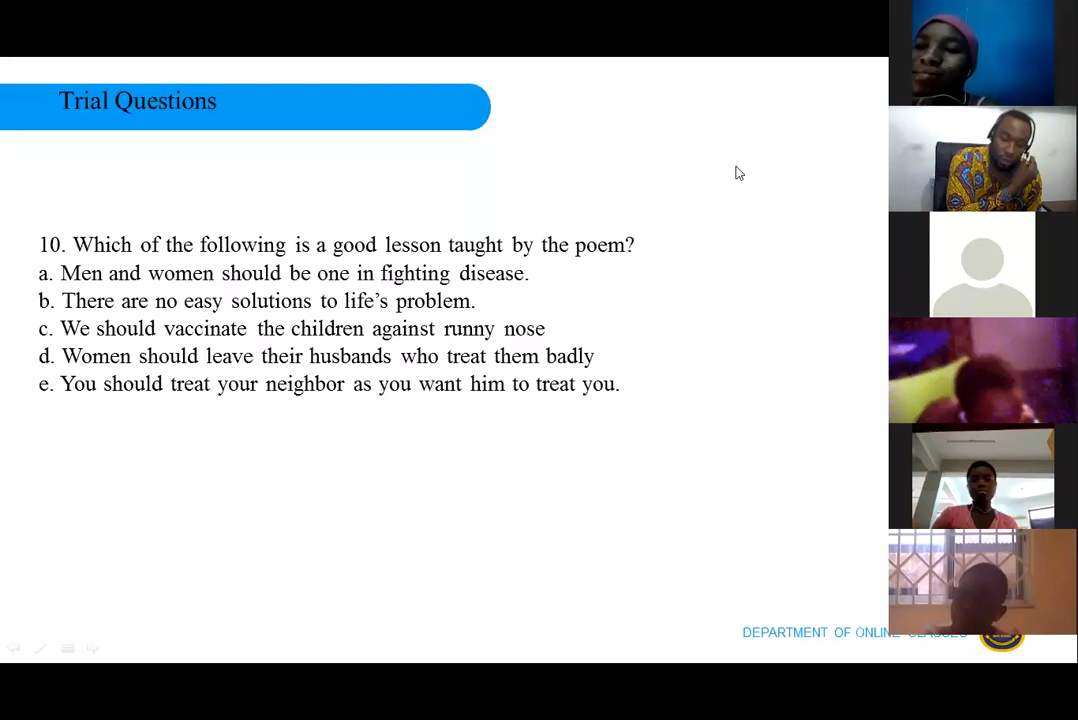 Trial Questions
10. Which of the following is a good lesson taught by the poem?
a. Men and women should be one in fighting disease.
b. There are no easy solutions to life’s problem.
c. We should vaccinate the children against runny nose
d. Women should leave their husbands who treat them badly
e. You should treat your neighbor as you want him to treat you.
DEPARTMENT OF ONLINE CLASSES